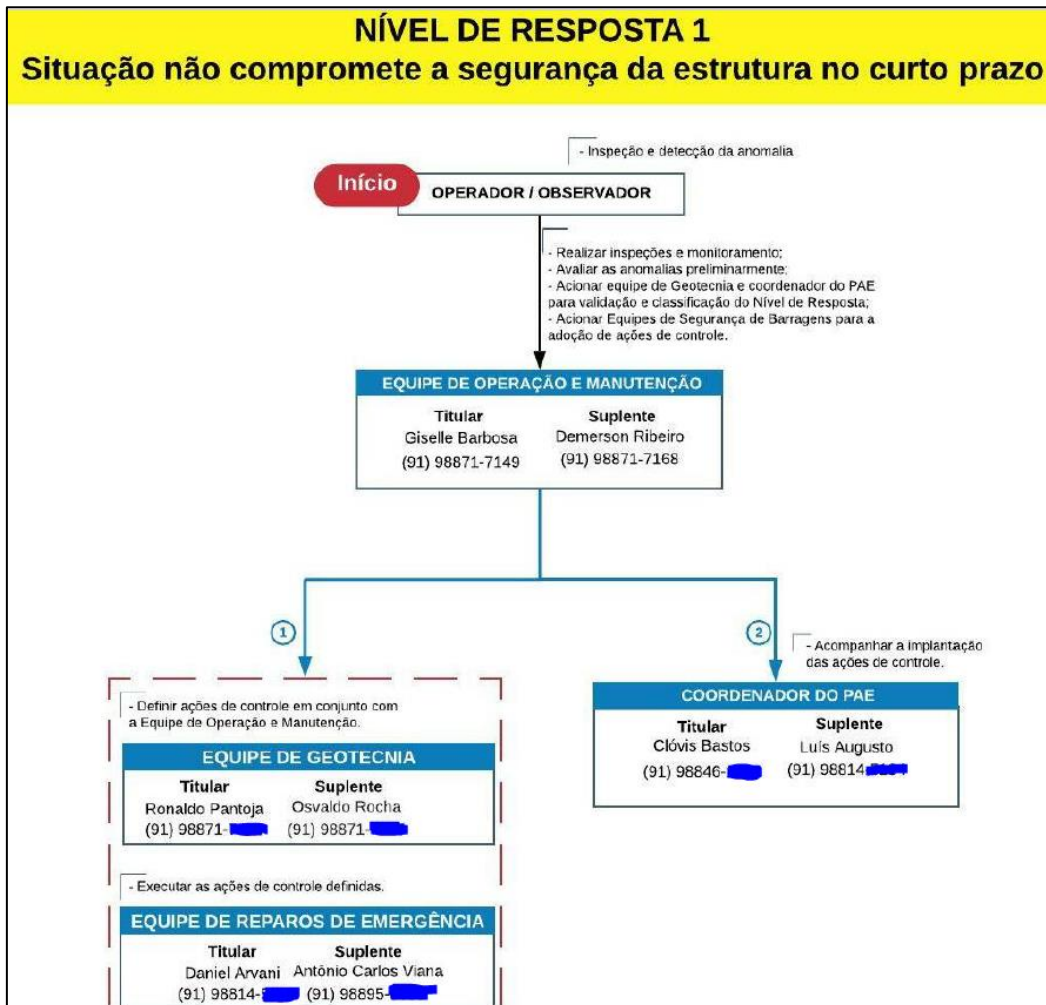 NÍVEL DE RESPOSTA 1
Situação não compromete a segurança da estrutura no curto prazo
- Inspeção e detecção da anomalia
Início
OPERADOR / OBSERVADOR
- Realizar inspeções e monitoramento;
- Avaliar as anomalias preliminarmente;
- Acionar equipe de Geotecnia e coordenador do PAE
para validação e classificação do Nível de Resposta;
- Acionar Equipes de Segurança de Barragens para a
adoção de ações de controle.
EQUIPE DE OPERAÇÃO E MANUTENÇÃO
Titular Suplente
Giselle Barbosa Demerson Ribeiro
(91) 98871-7149 (91) 98871-7168
1 2
- Acompanhar a implantação
das ações de controle.
COORDENADOR DO PAE
Titular Suplente
Clóvis Bastos Luís Augusto
(91) 98846- (91) 98814-
- Definir ações de controle em conjunto com
a Equipe de Operação e Manutenção.
EQUIPE DE GEOTECNIA
Titular Suplente
Ronaldo Pantoja Osvaldo Rocha
(91) 98871- (91) 98871-
- Executar as ações de controle definidas.
EQUIPE DE REPAROS DE EMERGÊNCIA
Titular Suplente
Daniel Arvani Antônio Carlos Viana
(91) 98814- (91) 98895-